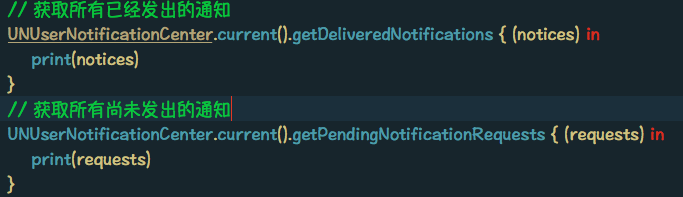 // 获取所有已经发出的通知
UNUserNotificationCenter.current().getDeliveredNotifications { (notices) in
print(notices)
}
// 获取所有尚未发出的通知
UNUserNotificationCenter.current().getPendingNotificationRequests { (requests) in
print(requests)
}